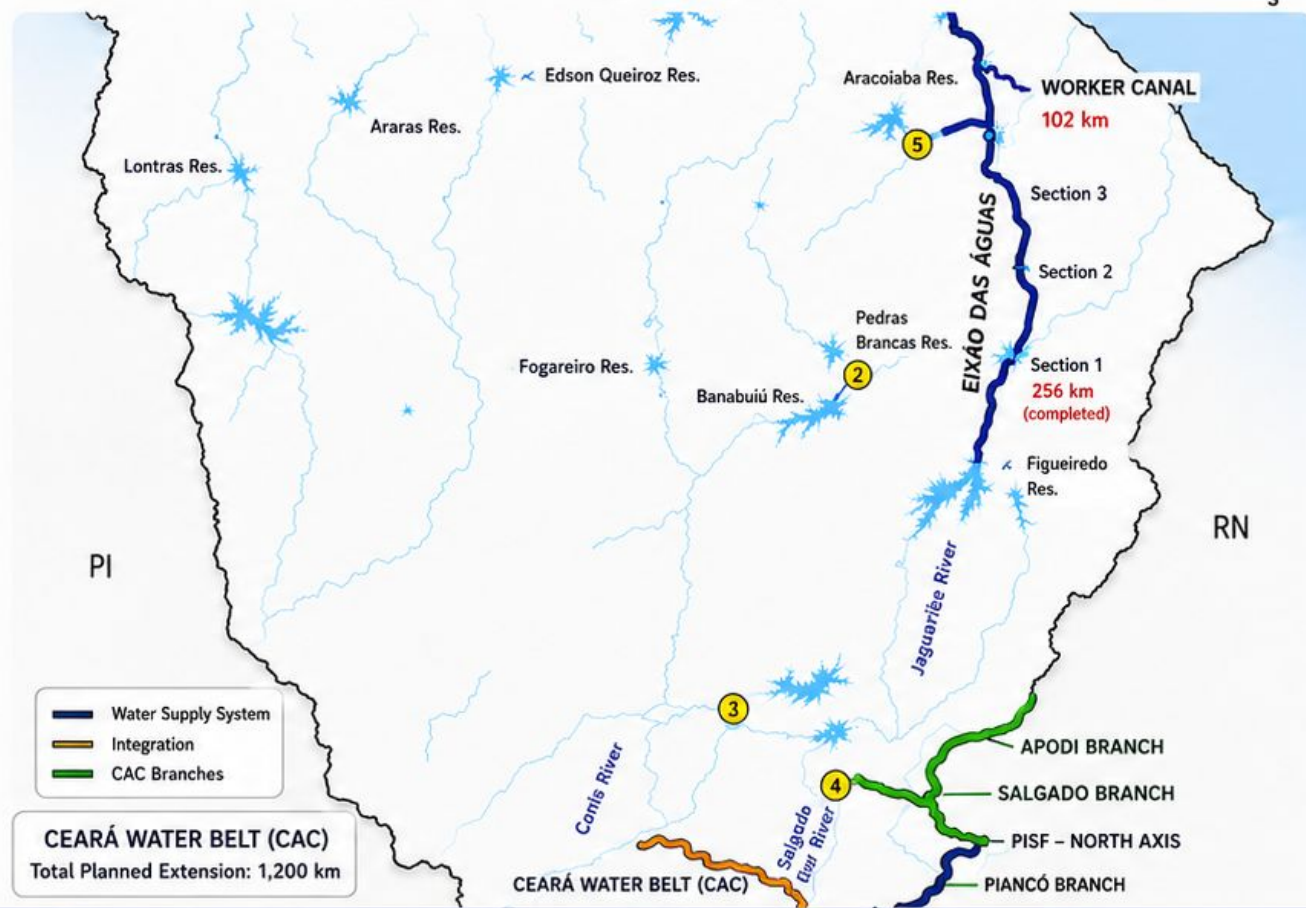 Edson Queiroz Res.
Aracoiaba Res.
WORKER CANAL
102 km
Araras Res.
5
Lontras Res.
Section 3
EIXÃO DAS ÁGUAS
Section 2
Pedras
Brancas Res.
Section 1
256 km
(completed)
Fogareiro Res.
2
Banabuiú Res.
Figueiredo
Res.
PI
RN
Jaguariɓe River
3
Water Supply System
Integration
CAC Branches
APODI BRANCH
Conis River
4
SALGADO BRANCH
Salgado
River
CEARÁ WATER BELT (CAC)
Total Planned Extension: 1,200 km
PISF – NORTH AXIS
CEARÁ WATER BELT (CAC)
PIANCÓ BRANCH